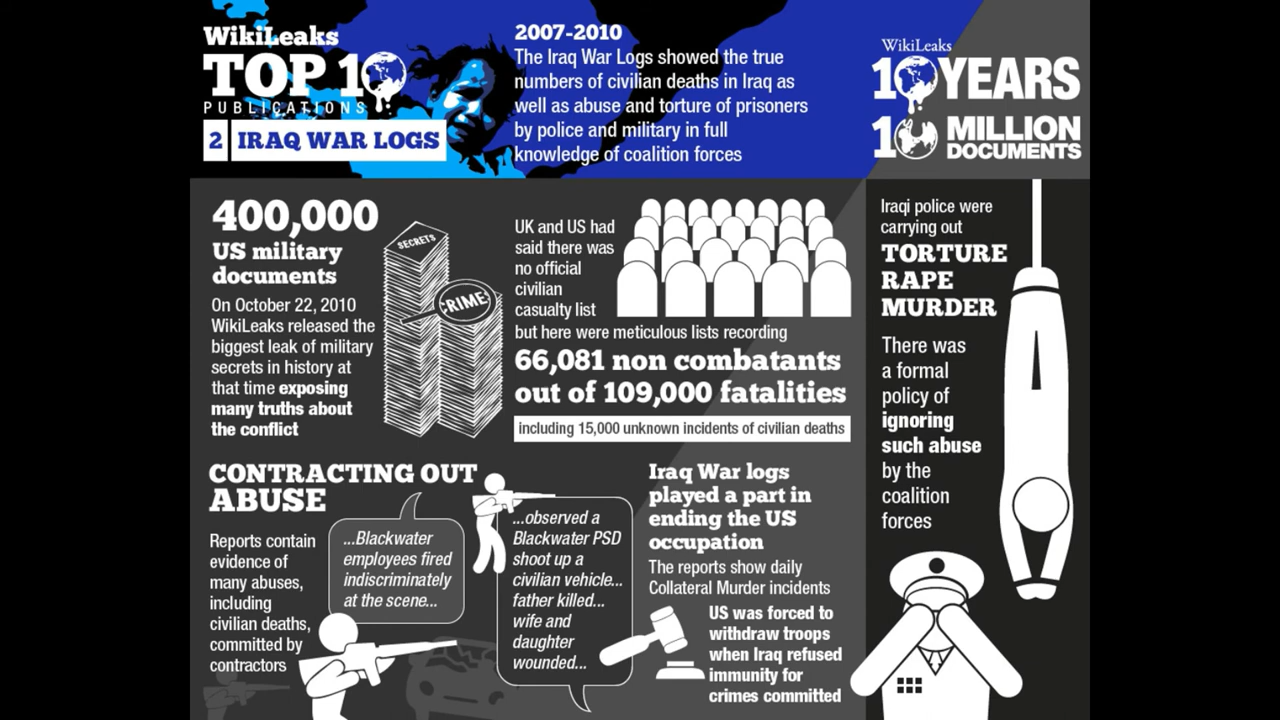 WikiLeaks
TOP 10
PUBLICATIONS
2 IRAQ WAR LOGS
2007-2010
The Iraq War Logs showed the true
numbers of civilian deaths in Iraq as
well as abuse and torture of prisoners
by police and military in full
knowledge of coalition forces
WikiLeaks
10 YEARS
10 MILLION
DOCUMENTS
400,000
US military
documents
On October 22, 2010
WikiLeaks released the
biggest leak of military
secrets in history at
that time exposing
many truths about
the conflict
SECRETS
CRIME
UK and US had
said there was
no official
civilian
casualty list
but here were meticulous lists recording
66,081 non combatants
out of 109,000 fatalities
including 15,000 unknown incidents of civilian deaths
Iraqi police were
carrying out
TORTURE
RAPE
MURDER
There was
a formal
policy of
ignoring
such abuse
by the
coalition
forces
CONTRACTING OUT
ABUSE
Reports contain
evidence of
many abuses,
including
civilian deaths,
committed by
contractors
...Blackwater
employees fired
indiscriminately
at the scene...
...observed a
Blackwater PSD
shoot up a
civilian vehicle...
father killed...
wife and
daughter
wounded...
Iraq War logs
played a part in
ending the US
occupation
The reports show daily
Collateral Murder incidents
US was forced to
withdraw troops
when Iraq refused
immunity for
crimes committed